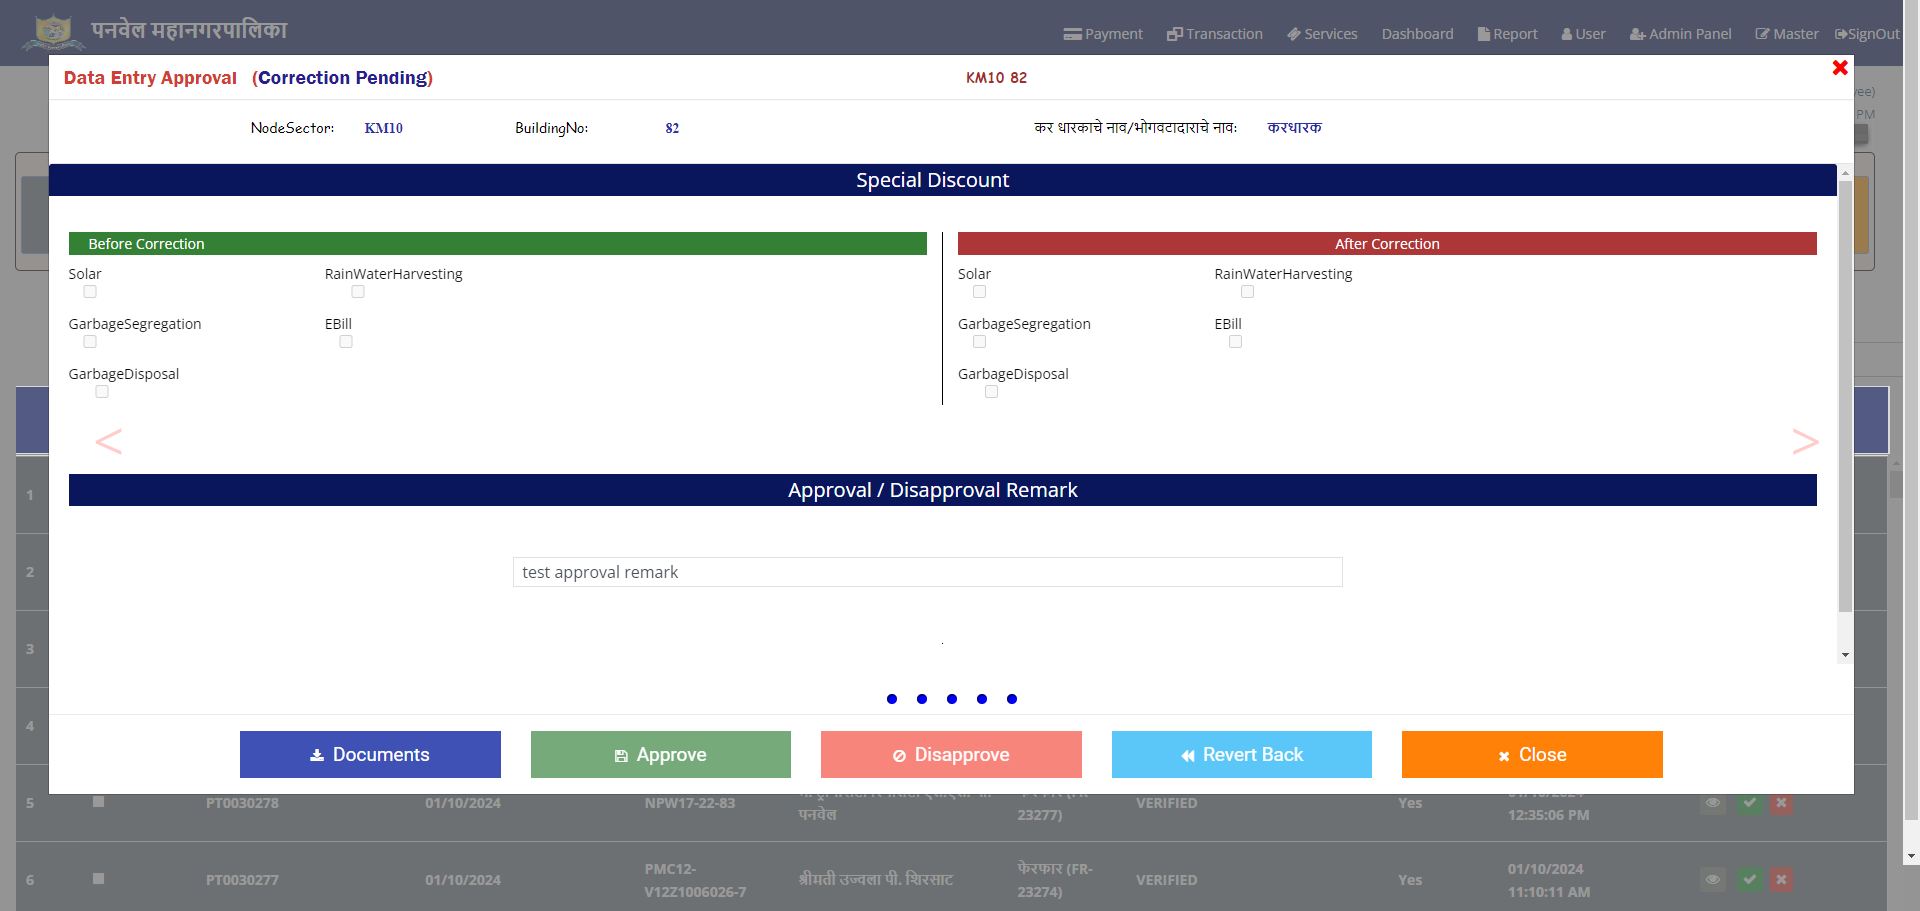 पनवेल महानगरपालिका
Payment Transaction Services Dashboard Report User Admin Panel Master SignOut
Data Entry Approval (Correction Pending) KM10 82
NodeSector: KM10 BuildingNo: 82 कर धारकाचे नाव/भोगवटादाराचे नाव: करधारक
Special Discount
Before Correction After Correction
Solar RainWaterHarvesting Solar RainWaterHarvesting
GarbageSegregation EBill GarbageSegregation EBill
GarbageDisposal GarbageDisposal
< >
Approval / Disapproval Remark
test approval remark
Documents Approve Disapprove Revert Back Close
PM
1
2
3
4
5 PT0030278 01/10/2024 NPW17-22-83 पनवेल 23277) VERIFIED Yes 12:35:06 PM
6 PT0030277 01/10/2024 PMC12-V12Z1006026-7 श्रीमती उज्वला पी. शिरसाट फेरफार (FR-23274) VERIFIED Yes 01/10/2024 11:10:11 AM